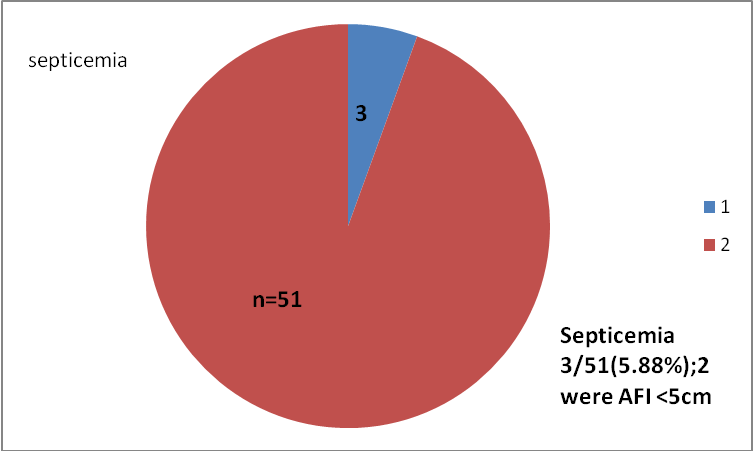 septicemia
3
1
2
n=51
Septicemia
3/51(5.88%);2
were AFI <5cm